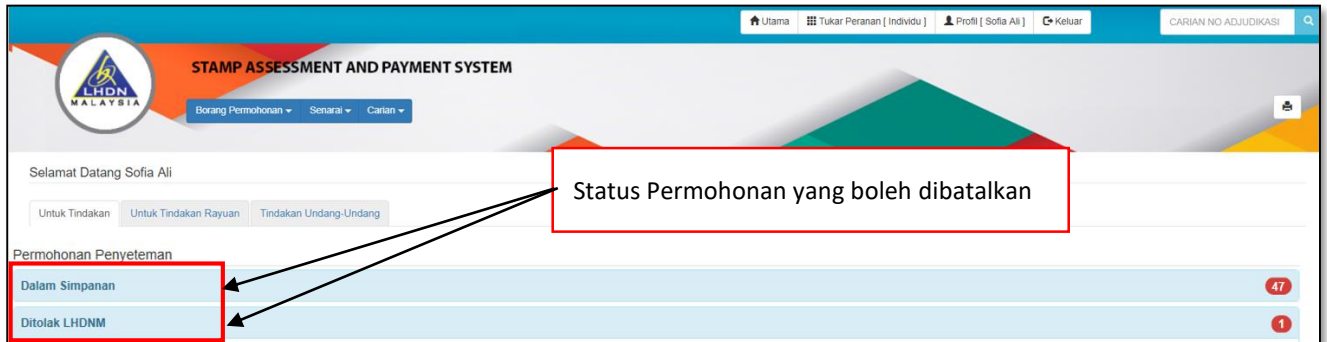 Utama Tukar Peranan [ Individu ] Profil [ Sofia Ali ] Keluar CARIAN NO ADJUDIKASI
LHDN
MALAYSIA
STAMP ASSESSMENT AND PAYMENT SYSTEM
Borang Permohonan Senarai Carian
Selamat Datang Sofia Ali
Status Permohonan yang boleh dibatalkan
Untuk Tindakan Untuk Tindakan Rayuan Tindakan Undang-Undang
Permohonan Penyeteman
Dalam Simpanan 47
Ditolak LHDNM 1